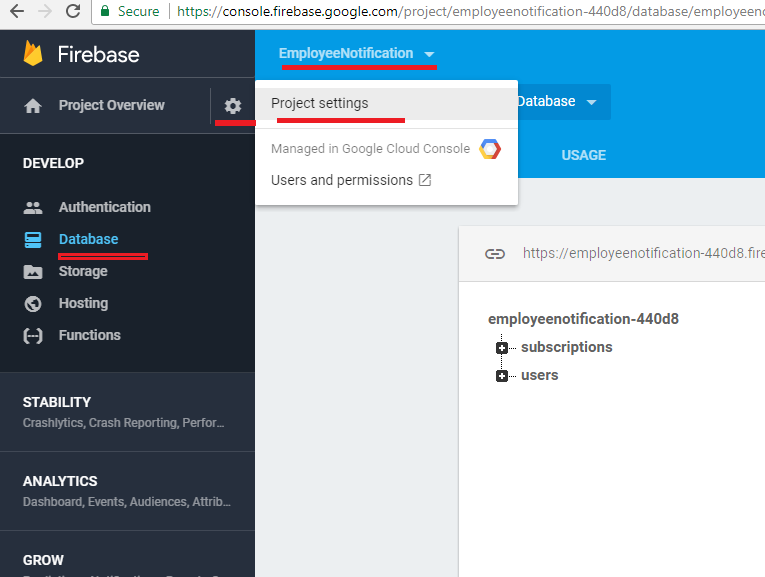 Secure https://console.firebase.google.com/project/employeenotification-440d8/database/employeeno
Firebase
EmployeeNotification
Project Overview
Project settings
Database
Managed in Google Cloud Console
Users and permissions
USAGE
DEVELOP
Authentication
Database
Storage
Hosting
Functions
https://employeenotification-440d8.fire
employeenotification-440d8
subscriptions
users
STABILITY
Crashlytics, Crash Reporting, Perfor...
ANALYTICS
Dashboard, Events, Audiences, Attrib...
GROW